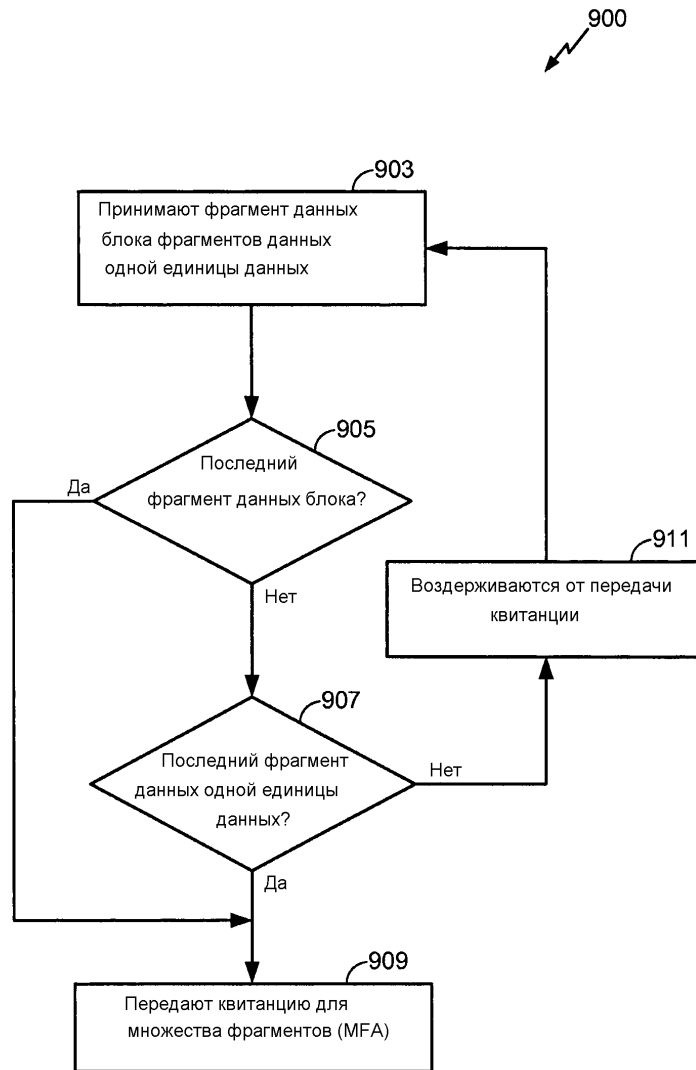 900
903
Принимают фрагмент данных
блока фрагментов данных
одной единицы данных
905
Последний
фрагмент данных блока?
Да
Нет
911
Воздерживаются от передачи
квитанции
907
Последний фрагмент
данных одной единицы
данных?
Нет
Да
909
Передают квитанцию для
множества фрагментов (MFA)